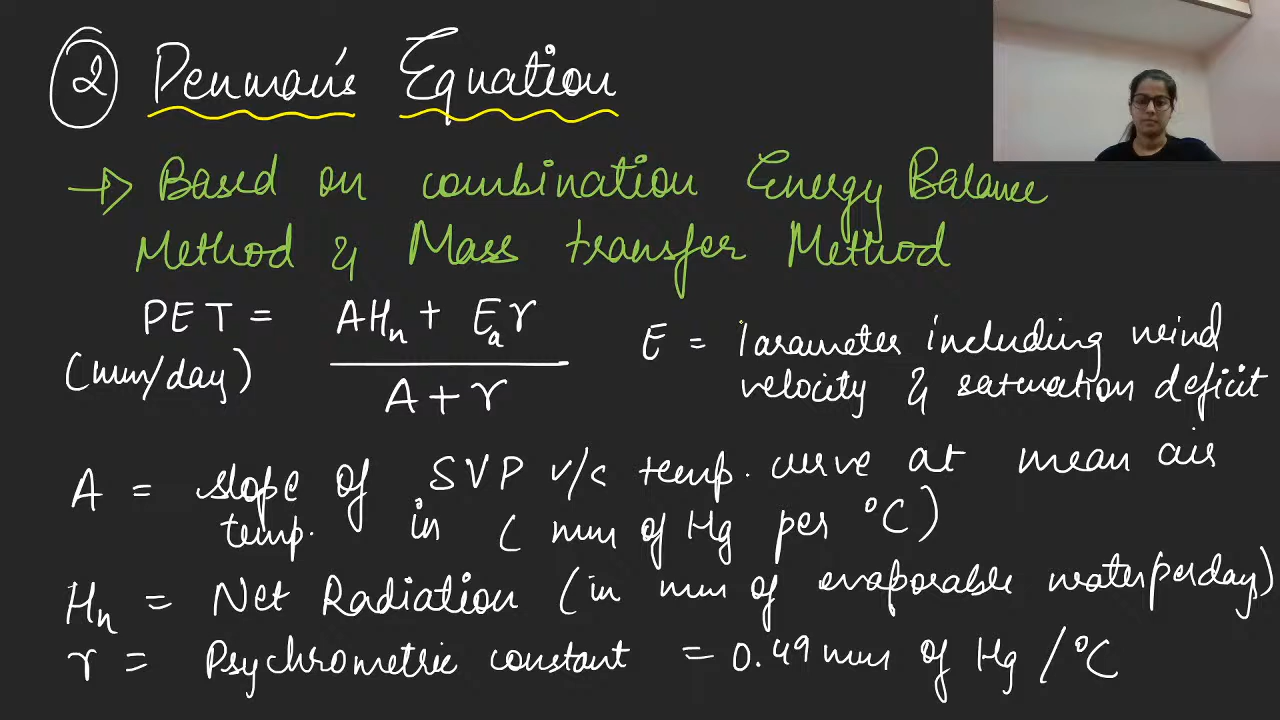 ② Penman's Equation
→ Based on combination Energy Balance
Method & Mass transfer Method
PET = (AHₙ + Eₐγ) / (A + γ)
(mm/day)
E = Parameter including wind
velocity & saturation deficit
A = slope of SVP v/s temp. curve at mean air
temp. in (mm of Hg per °C)
Hₙ = Net Radiation (in mm of evaporable water per day)
γ = Psychrometric constant = 0.49 mm of Hg /°C